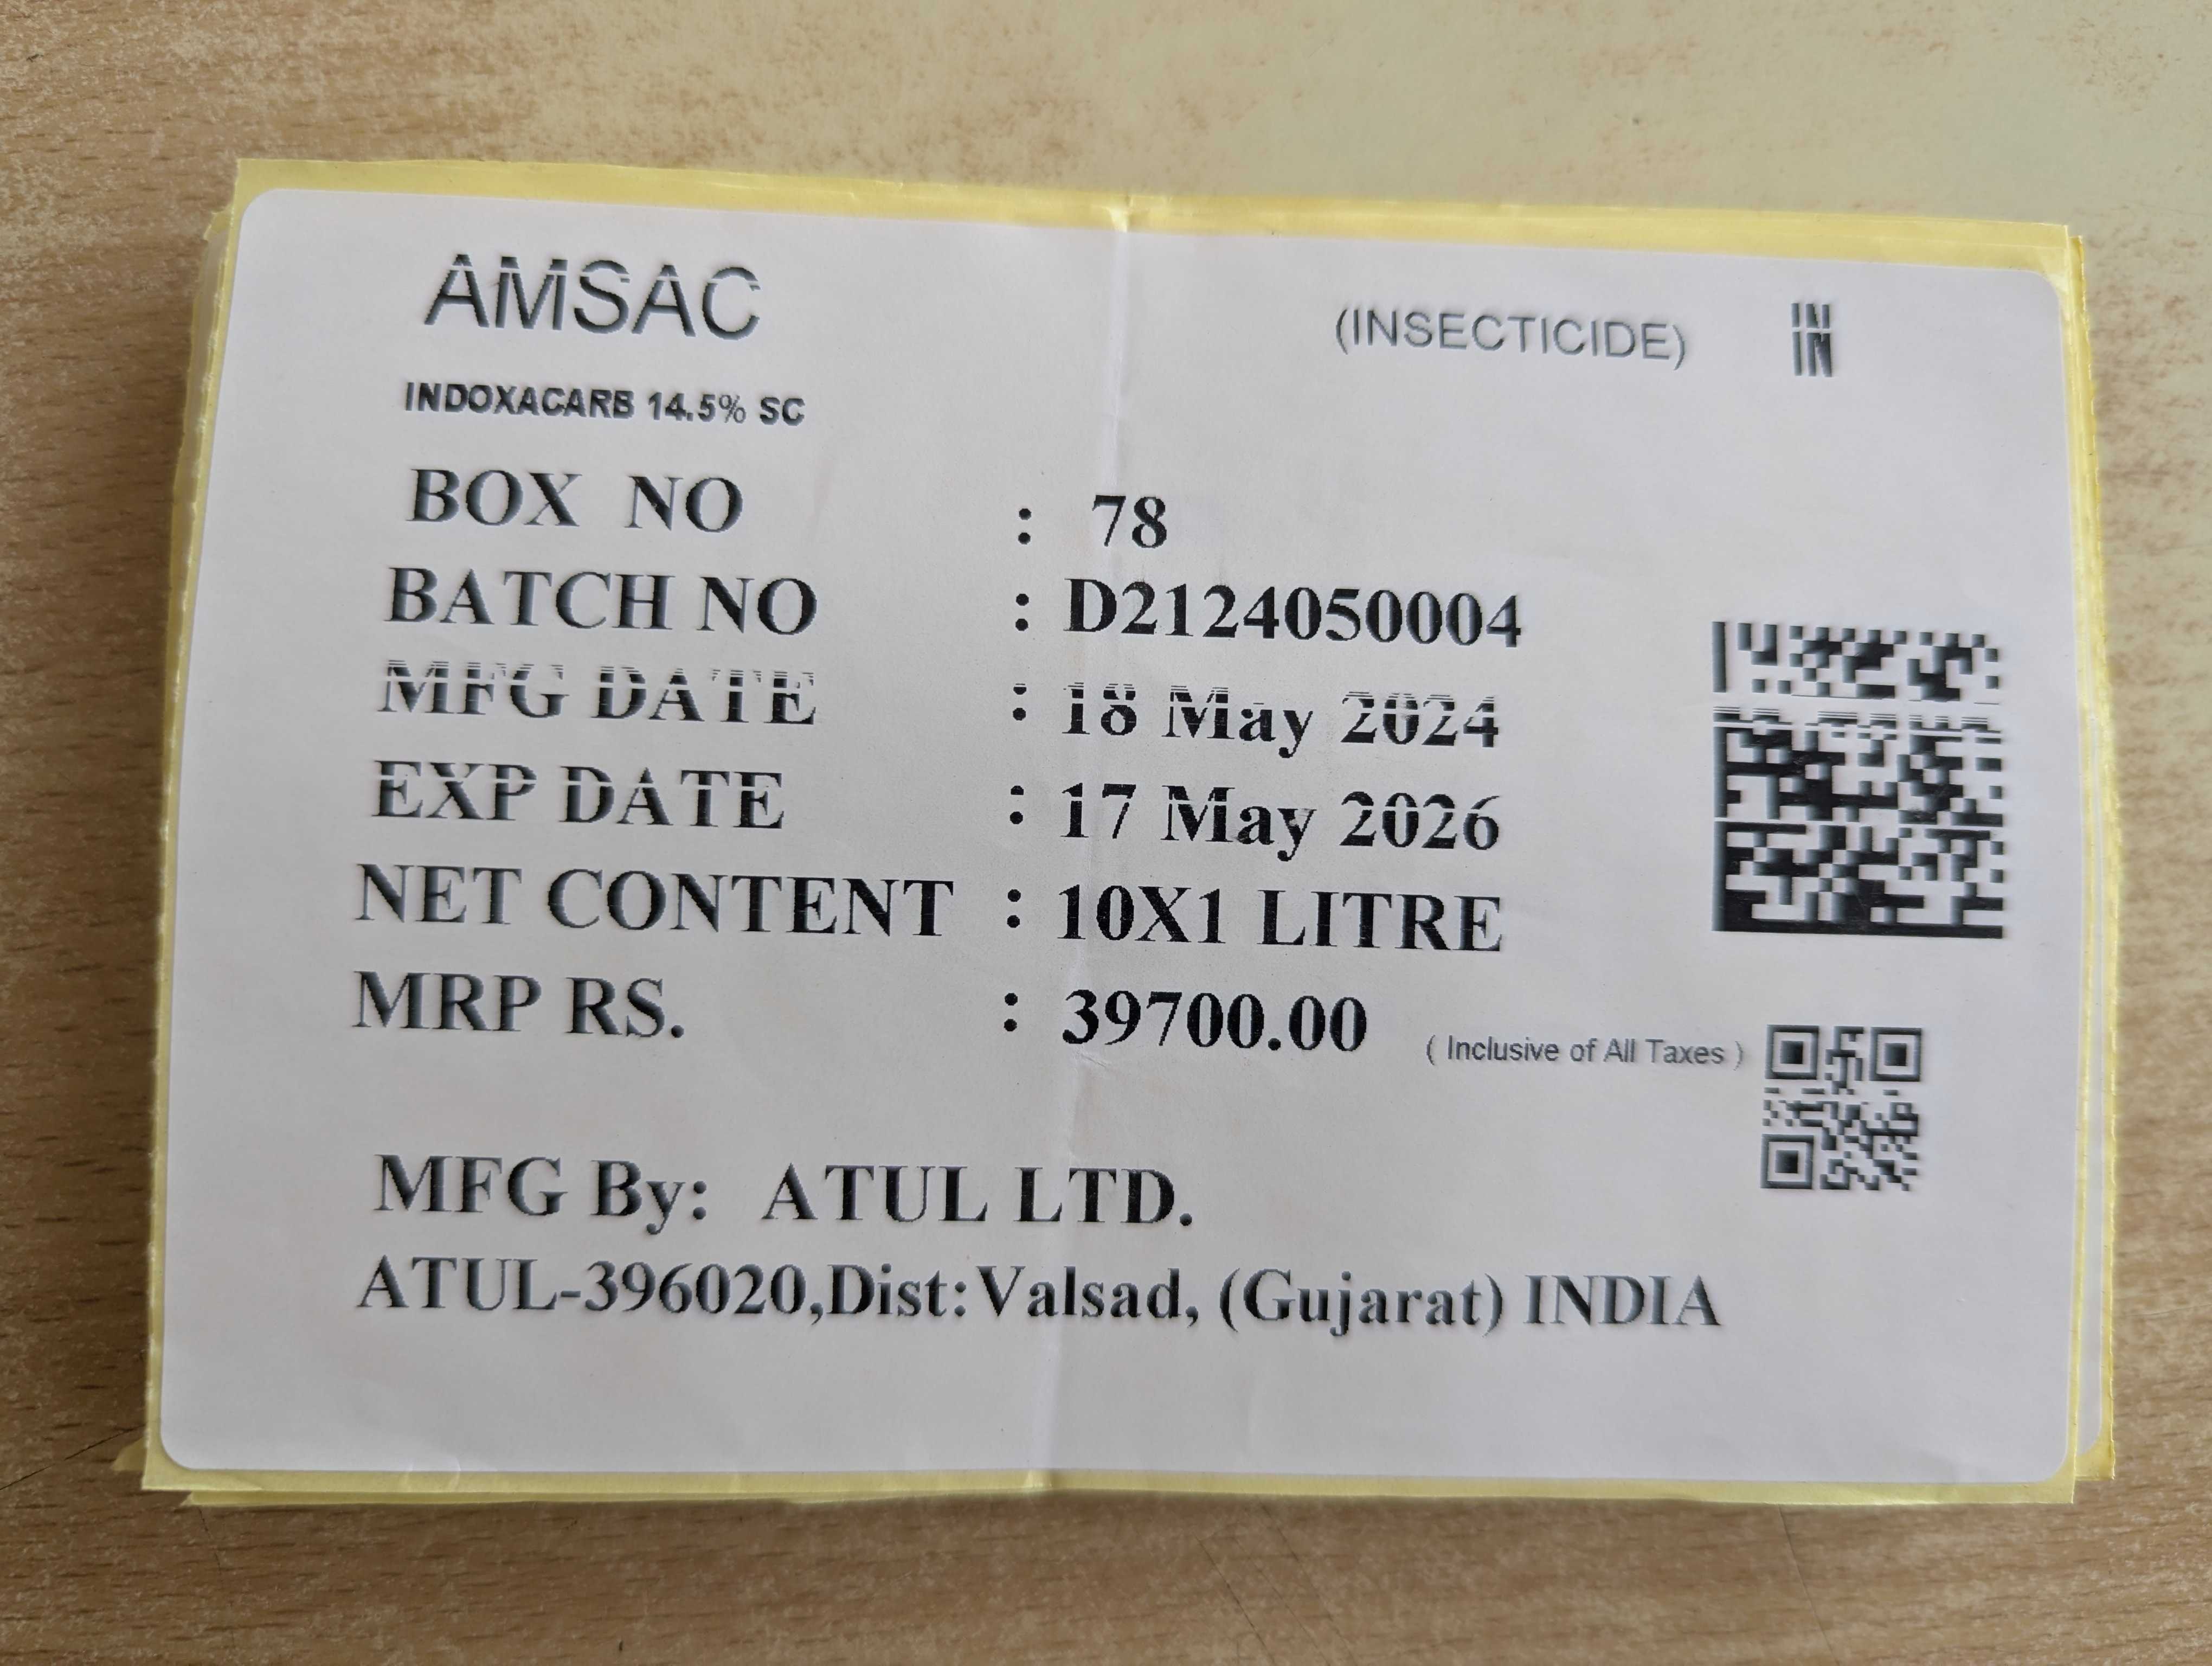 AMSAC (INSECTICIDE) IN
IN
INDOXACARB 14.5% SC
BOX NO : 78
BATCH NO : D2124050004
MFG DATE : 18 May 2024
EXP DATE : 17 May 2026
NET CONTENT : 10X1 LITRE
MRP RS. : 39700.00 ( Inclusive of All Taxes )
MFG By: ATUL LTD.
ATUL-396020,Dist:Valsad, (Gujarat) INDIA